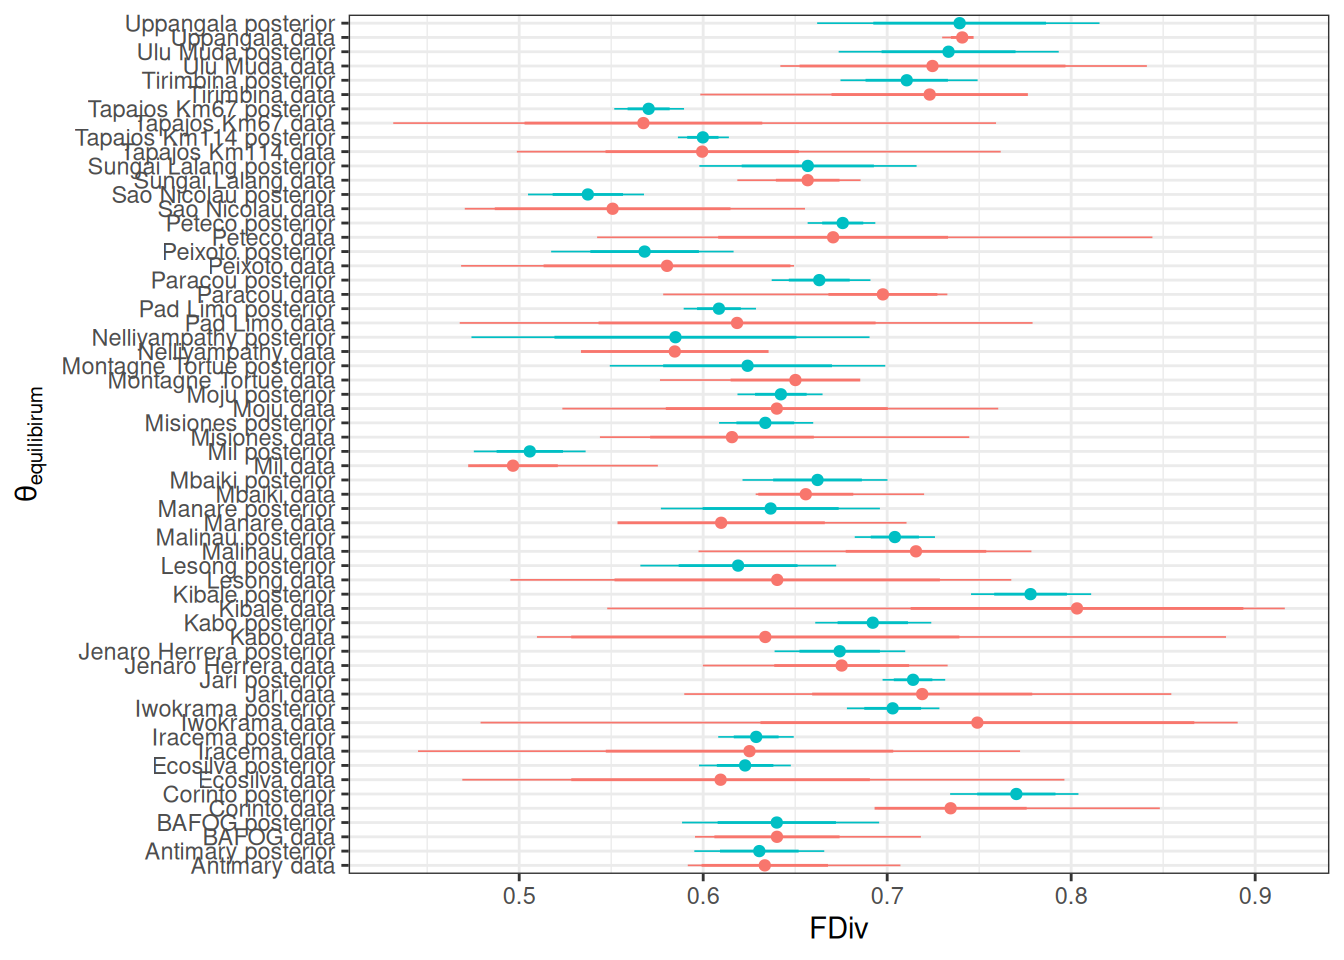 Uppangala posterior
Uppangala data
Ulu Muda posterior
Ulu Muda data
Tirimbina posterior
Tirimbina data
Tapajos Km67 posterior
Tapajos Km67 data
Tapajos Km114 posterior
Tapajos Km114 data
Sungai Lalang posterior
Sungai Lalang data
Sao Nicolau posterior
Sao Nicolau data
Peteco posterior
Peteco data
Peixoto posterior
Peixoto data
Paracou posterior
Paracou data
Pad Limo posterior
Pad Limo data
Nelliyampathy posterior
Nelliyampathy data
Montagne Tortue posterior
Montagne Tortue data
Moju posterior
Moju data
Misiones posterior
Misiones data
Mil posterior
Mil data
Mbaiki posterior
Mbaiki data
Manare posterior
Manare data
Malinau posterior
Malinau data
Lesong posterior
Lesong data
Kibale posterior
Kibale data
Kabo posterior
Kabo data
Jenaro Herrera posterior
Jenaro Herrera data
Jari posterior
Jari data
Iwokrama posterior
Iwokrama data
Iracema posterior
Iracema data
Ecosilva posterior
Ecosilva data
Corinto posterior
Corinto data
BAFOG posterior
BAFOG data
Antimary posterior
Antimary data
θequilibirum
0.5 0.6 0.7 0.8 0.9
FDiv